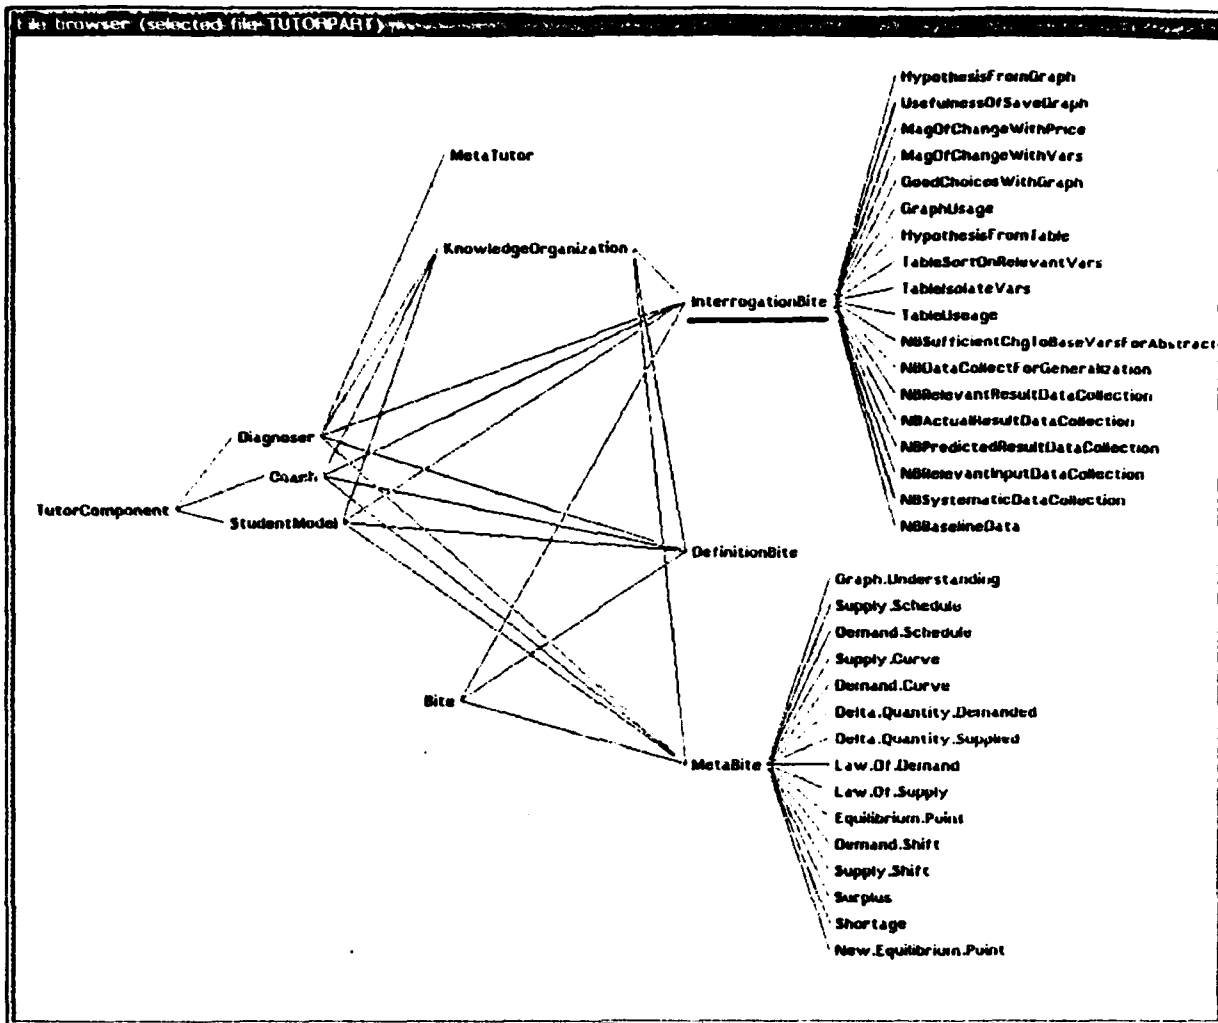 File browser (selected file TUTORPART)
HypothesisFromGraph
UsefulnessOfSaveGraph
MagOfChangeWithPrice
MagOfChangeWithVars
GoodChoicesWithGraph
GraphUsage
HypothesisFromTable
TableSortOnRelevantVars
TableIsolateVars
TableUseage
NBSufficientChgToBaseVarsForAbstract
NBDataCollectForGeneralization
NBRelevantResultDataCollection
NBActualResultDataCollection
NBPredictedResultDataCollection
NBRelevantInputDataCollection
NBSystematicDataCollection
NBBaselineData
MetaTutor
KnowledgeOrganization
InterrogationBite
Diagnoser
Coach
TutorComponent
StudentModel
DefinitionBite
Bite
MetaBite
Graph.Understanding
Supply.Schedule
Demand.Schedule
Supply.Curve
Demand.Curve
Delta.Quantity.Demanded
Delta.Quantity.Supplied
Law.Of.Demand
Law.Of.Supply
Equilibrium.Point
Demand.Shift
Supply.Shift
Surplus
Shortage
New.Equilibrium.Point